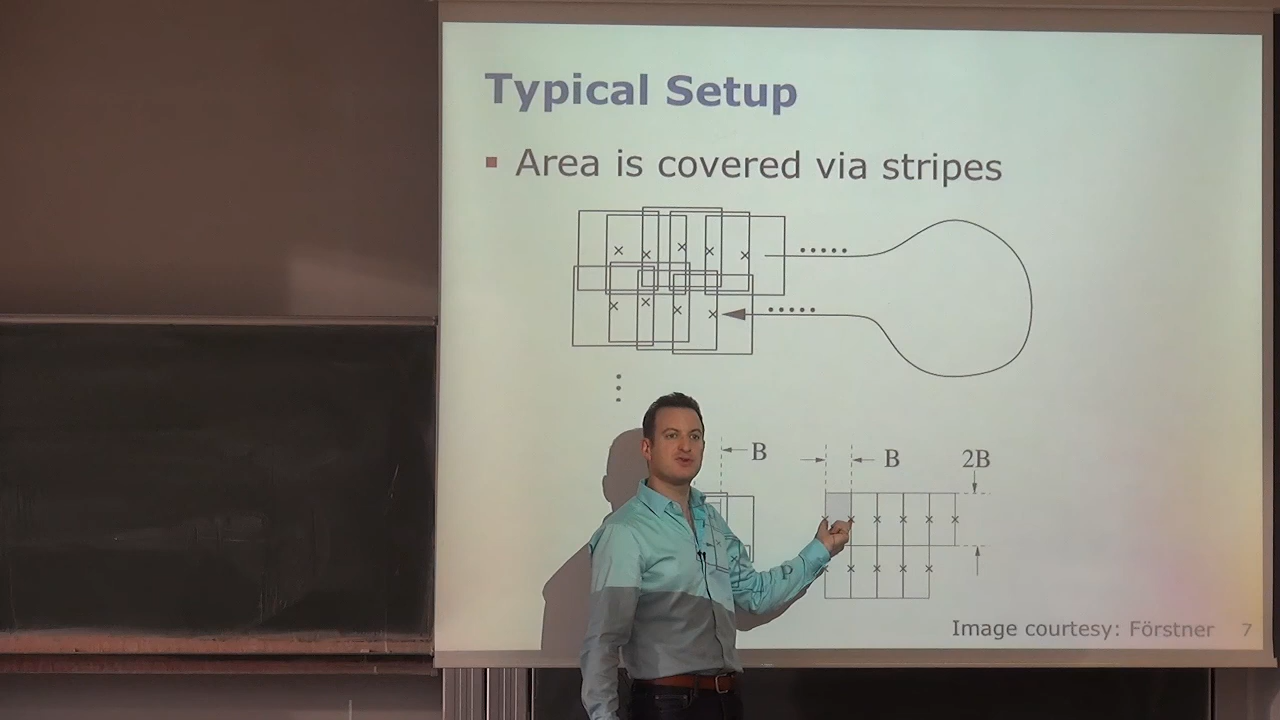 Typical Setup
Area is covered via stripes
B
B
2B
Image courtesy: Förstner 7